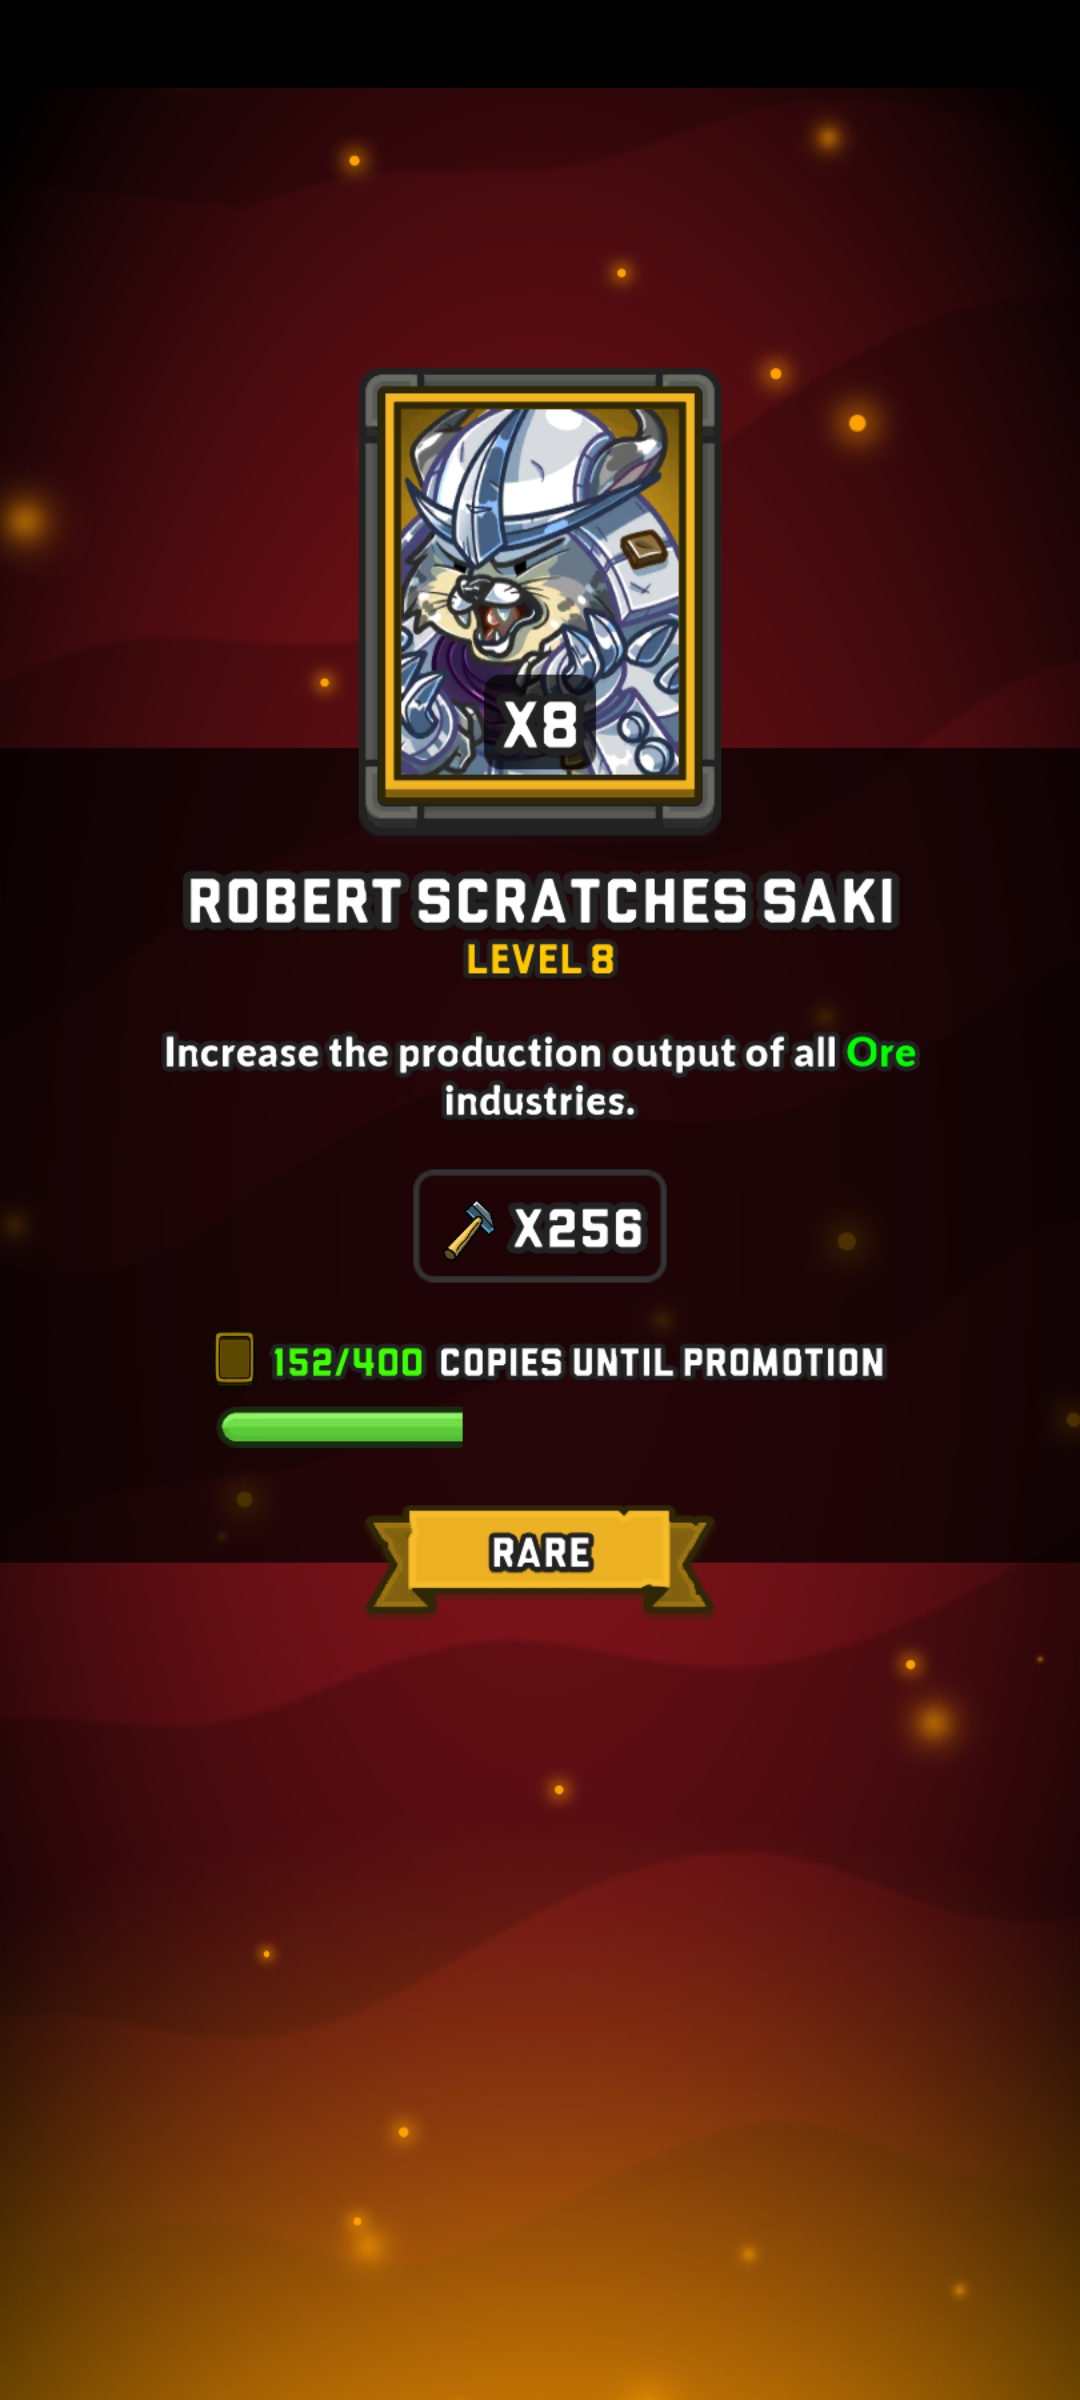 X8
ROBERT SCRATCHES SAKI
LEVEL 8
Increase the production output of all Ore
industries.
X256
152/400 COPIES UNTIL PROMOTION
RARE